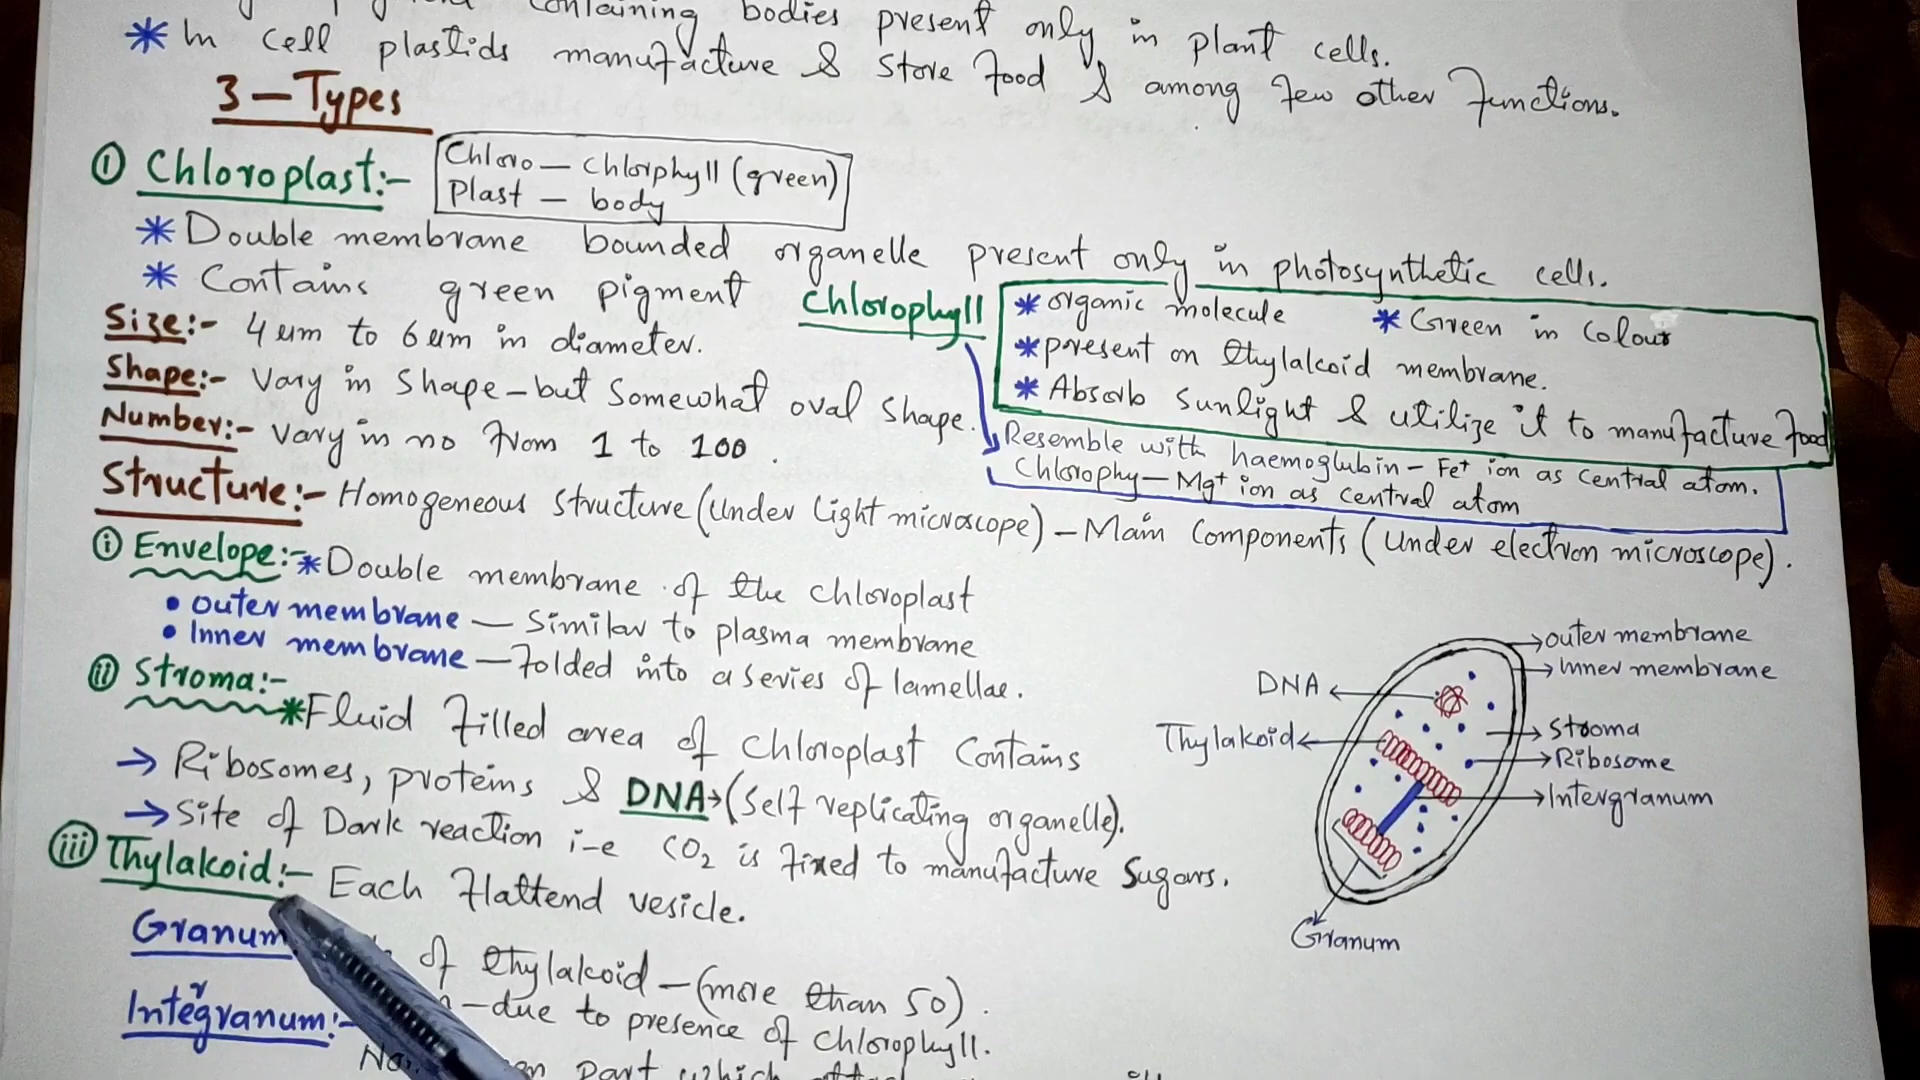 containing bodies present only in plant cells.
* In cell plastids manufacture & store food & among few other functions.
3 - Types
① Chloroplast:-
Chloro - chlorphyll (green)
Plast - body
* Double membrane bounded organelle present only in photosynthetic cells.
* Contains green pigment Chlorophyll
* organic molecule * Green in colour
* present on thylalcoid membrane.
* Absorb sunlight & utilize it to manufacture food
Size:- 4 um to 6 um in diameter.
Shape:- Vary in shape - but somewhat oval shape.
Number:- vary in no from 1 to 100.
Resemble with haemoglubin - Fe+ ion as central atom.
Chlorophy - Mg+ ion as central atom
Structure:- Homogeneous structure (Under light microscope) - Main components (under electron microscope).
① Envelope:- * Double membrane of the chloroplast
• outer membrane - Similar to plasma membrane
• Inner membrane - folded into a series of lamellae.
ⅱ Stroma:-
* Fluid filled area of chloroplast contains
→ Ribosomes, proteins & DNA → (Self replicating organelle).
→ Site of Dark reaction i-e CO2 is fixed to manufacture sugars.
ⅲ Thylakoid:- Each flattend vesicle.
Granum of thylakoid - (more than 50).
- due to presence of chlorophyll.
Intergranum:-
part which
outer membrane
Inner membrane
DNA
Stroma
Thylakoid
Ribosome
Intergranum
Granum